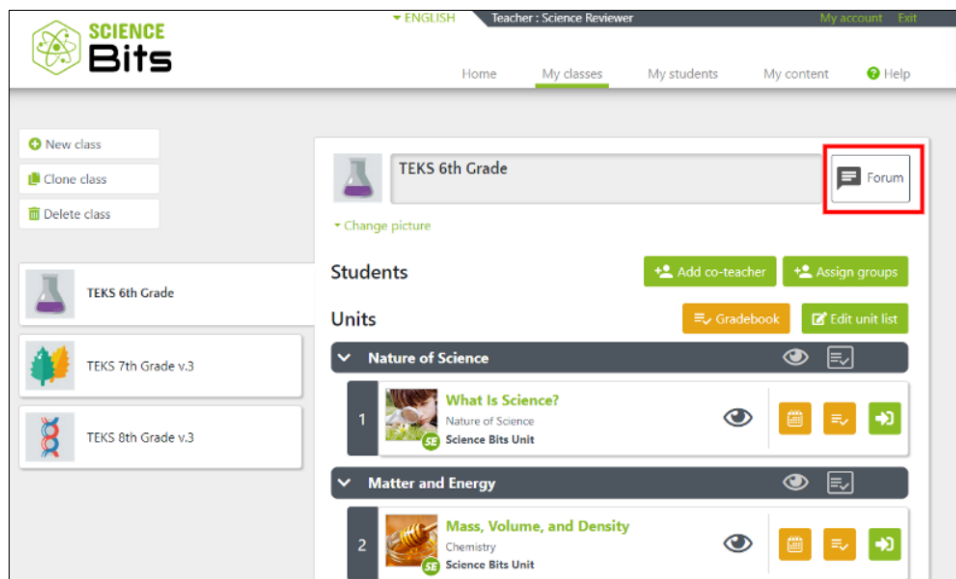 SCIENCE
Bits
ENGLISH
Teacher : Science Reviewer
My account Exit
Home My classes My students My content Help
New class
Clone class
Delete class
TEKS 6th Grade
TEKS 7th Grade v.3
TEKS 8th Grade v.3
TEKS 6th Grade
Forum
Change picture
Students
Add co-teacher
Assign groups
Units
Gradebook
Edit unit list
Nature of Science
1
What Is Science?
Nature of Science
Science Bits Unit
SE
Matter and Energy
2
Mass, Volume, and Density
Chemistry
Science Bits Unit
SE